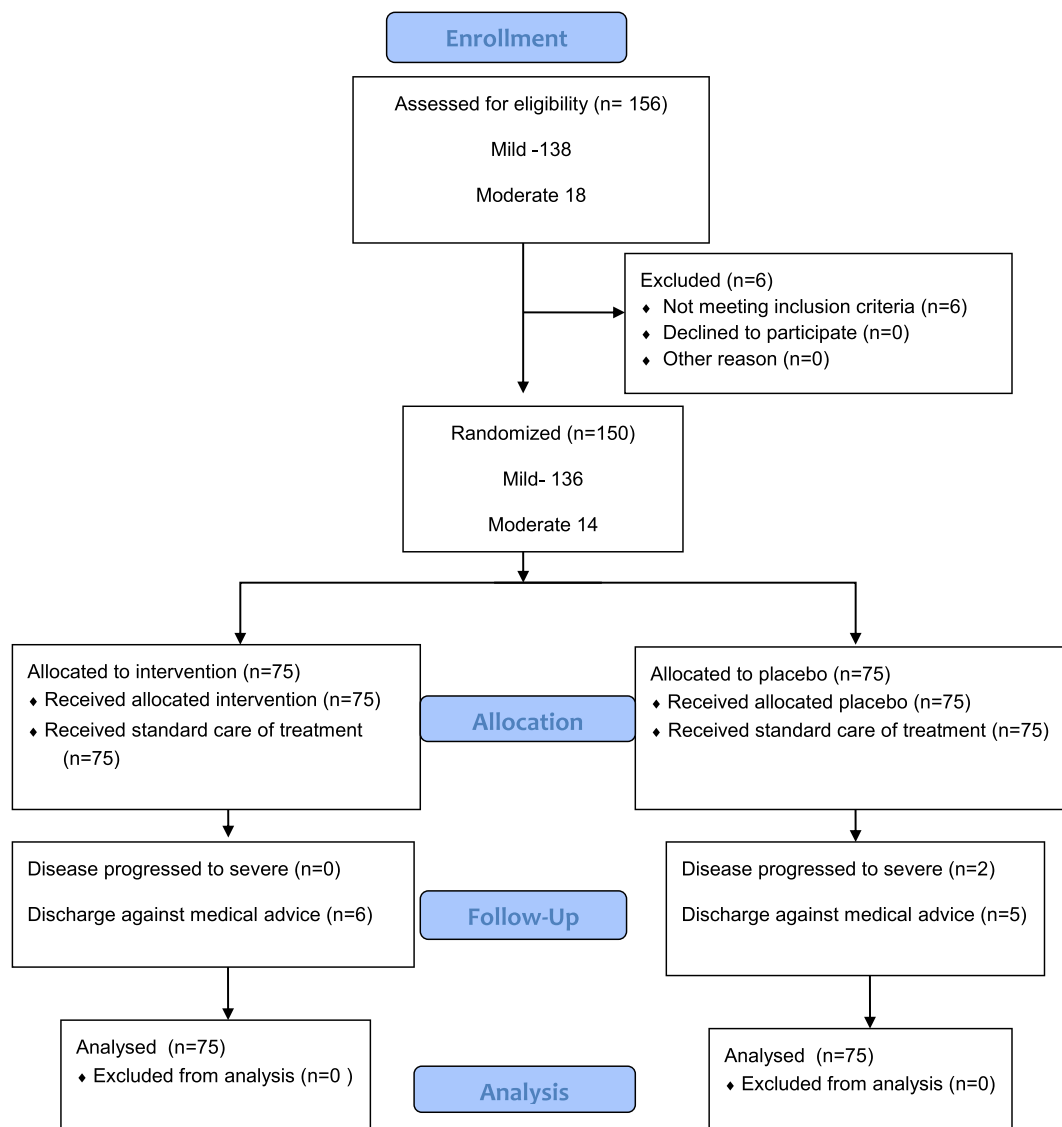 Enrollment
Assessed for eligibility (n= 156)
Mild -138
Moderate 18
Excluded (n=6)
♦ Not meeting inclusion criteria (n=6)
♦ Declined to participate (n=0)
♦ Other reason (n=0)
Randomized (n=150)
Mild- 136
Moderate 14
Allocated to intervention (n=75)
♦ Received allocated intervention (n=75)
♦ Received standard care of treatment
(n=75)
Allocation
Allocated to placebo (n=75)
♦ Received allocated placebo (n=75)
♦ Received standard care of treatment (n=75)
Disease progressed to severe (n=0)
Discharge against medical advice (n=6)
Follow-Up
Disease progressed to severe (n=2)
Discharge against medical advice (n=5)
Analysed  (n=75)
♦ Excluded from analysis (n=0 )
Analysis
Analysed  (n=75)
♦ Excluded from analysis (n=0)